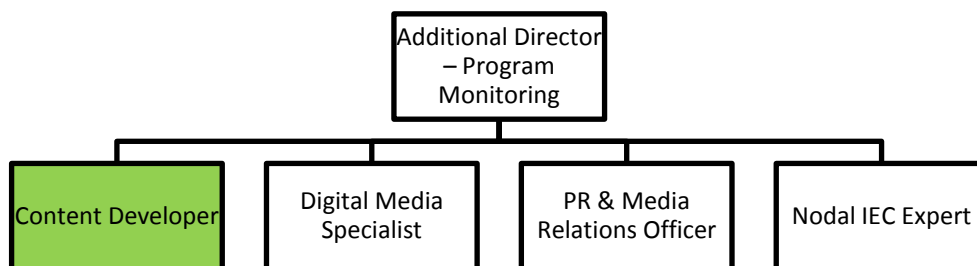 Additional Director
– Program
Monitoring
Content Developer
Digital Media
Specialist
PR & Media
Relations Officer
Nodal IEC Expert